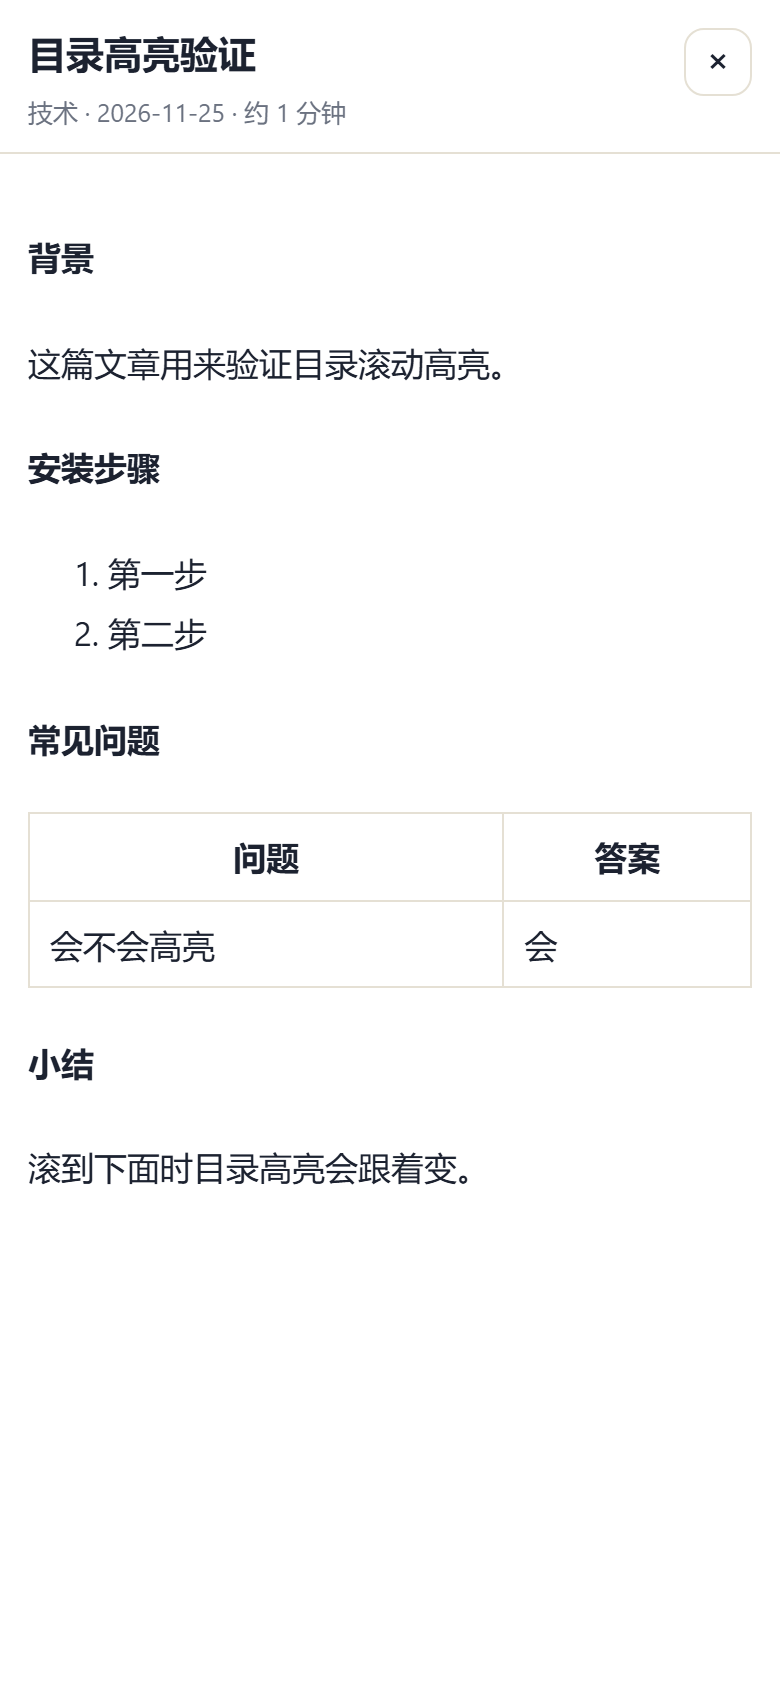 目录高亮验证
×
技术 · 2026-11-25 · 约 1 分钟
背景
这篇文章用来验证目录滚动高亮。
安装步骤
1. 第一步
2. 第二步
常见问题
问题 答案
会不会高亮 会
小结
滚到下面时目录高亮会跟着变。